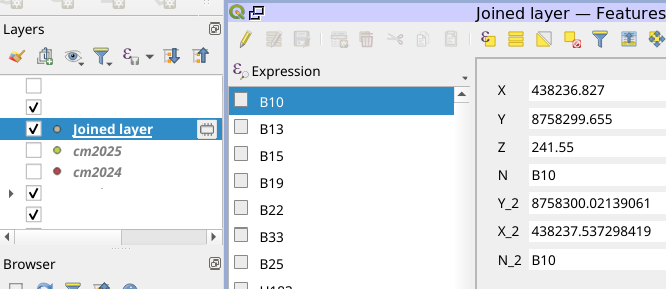 Joined layer — Features
Layers
Expression
Joined layer
cm2025
cm2024
Browser
B10
B13
B15
B19
B22
B33
B25
X 438236.827
Y 8758299.655
Z 241.55
N B10
Y_2 8758300.02139061
X_2 438237.537298419
N_2 B10